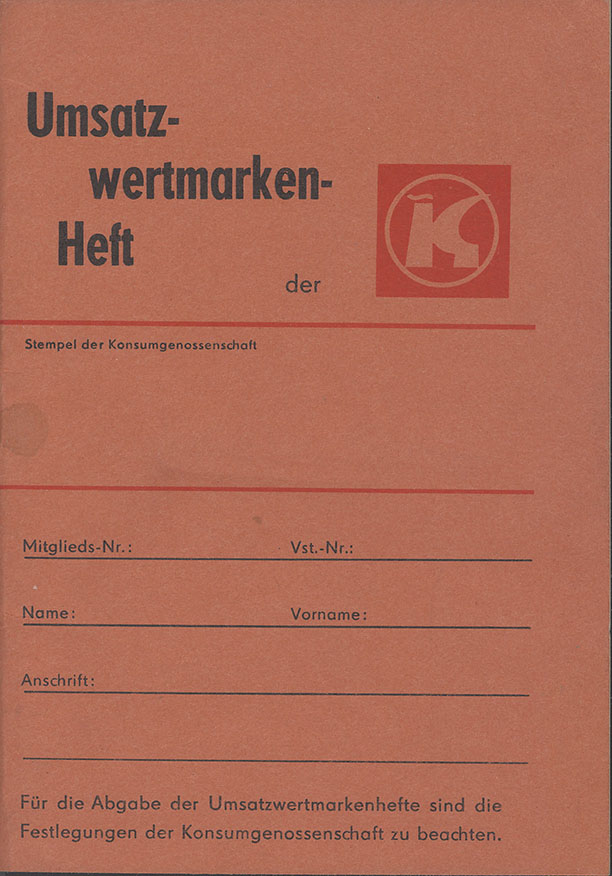 Umsatz-
wertmarken-
Heft
der
K
Stempel der Konsumgenossenschaft
Mitglieds-Nr.: Vst.-Nr.:
Name: Vorname:
Anschrift:
Für die Abgabe der Umsatzwertmarkenhefte sind die
Festlegungen der Konsumgenossenschaft zu beachten.